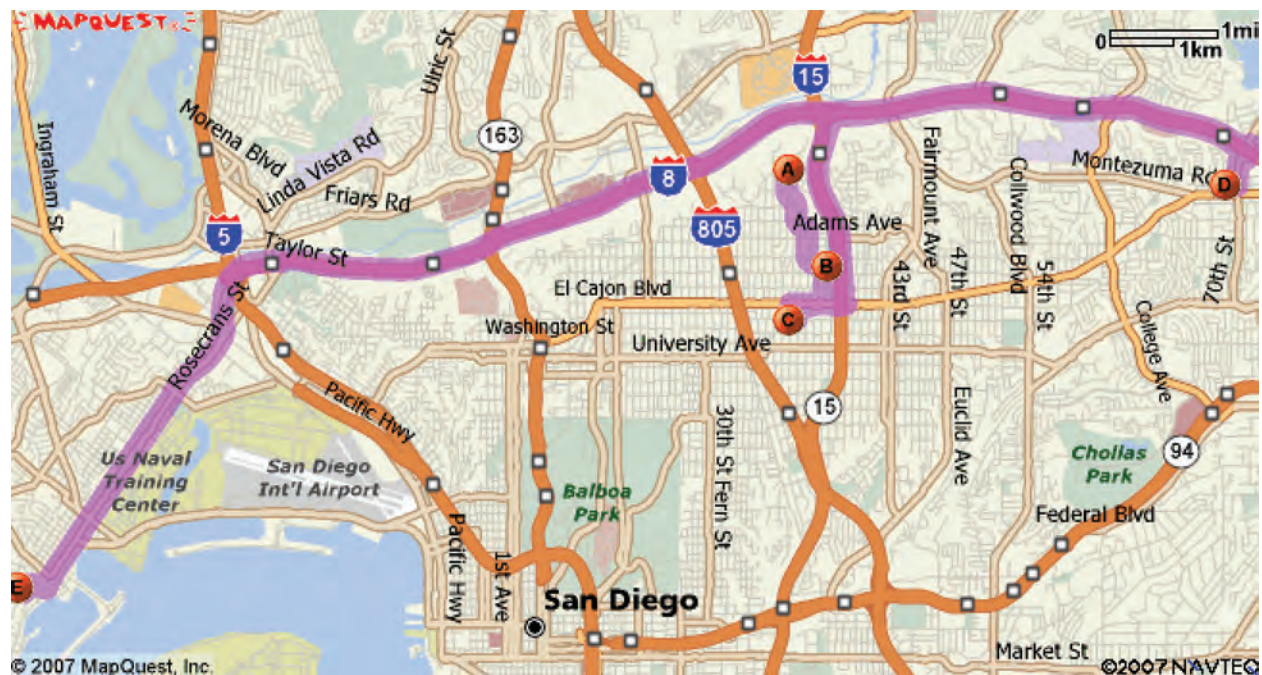 MAPQUEST
1mi
0
1km
15
Ulric St
Morena Blvd
163
Linda Vista Rd
Ingraham St
Fairmount Ave
Collwood Blvd
Montezuma Rd
A
8
D
Friars Rd
5
805
Adams Ave
Taylor St
B
47th St
54th St
70th St
43rd St
El Cajon Blvd
C
Rosecrans St
Washington St
University Ave
College Ave
Pacific Hwy
15
Euclid Ave
30th St
Fern St
94
Chollas
Park
Us Naval
Training
Center
San Diego
Int'l Airport
Balboa
Park
Federal Blvd
Pacific Hwy
1st Ave
E
San Diego
Market St
© 2007 MapQuest, Inc.
©2007 NAVTEQ